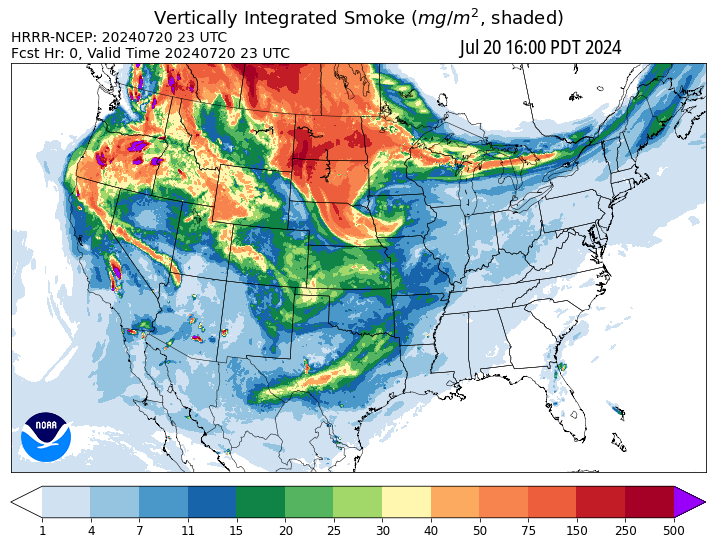 Vertically Integrated Smoke (mg/m², shaded)
HRRR-NCEP: 20240720 23 UTC
Fcst Hr: 0, Valid Time 20240720 23 UTC
Jul 20 16:00 PDT 2024
NOAA
1 4 7 11 15 20 25 30 40 50 75 150 250 500